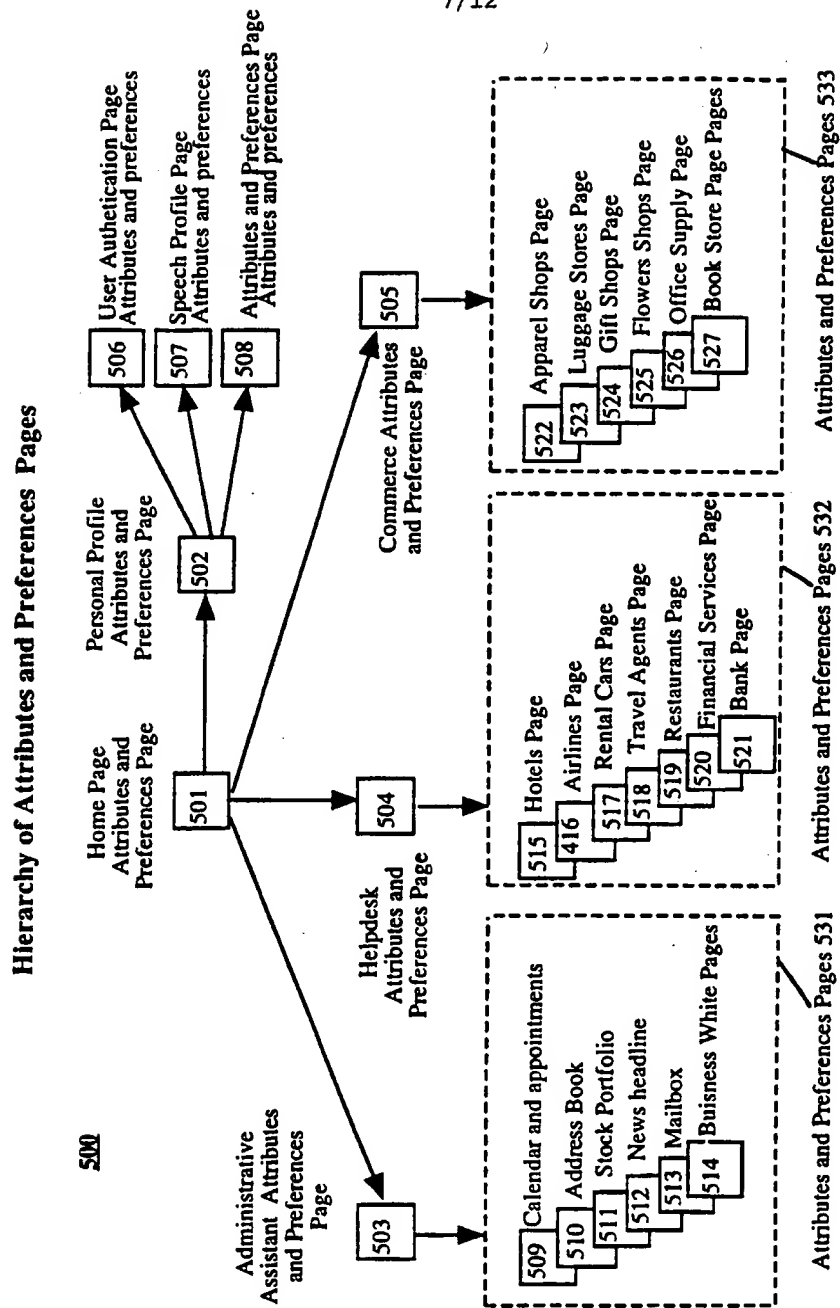 7/12
Hierarchy of Attributes and Preferences Pages
500
Home Page
Attributes and
Preferences Page
501
Personal Profile
Attributes and
Preferences Page
502
506
User Authetication Page
Attributes and preferences
507
Speech Profile Page
Attributes and preferences
508
Attributes and Preferences Page
Attributes and preferences
Administrative
Assistant Attributes
and Preferences
Page
503
Helpdesk
Attributes and
Preferences Page
504
Commerce Attributes
and Preferences Page
505
509 Calendar and appointments
510 Address Book
511 Stock Portfolio
512 News headline
513 Mailbox
514 Buisness White Pages
Attributes and Preferences Pages 531
515 Hotels Page
416 Airlines Page
517 Rental Cars Page
518 Travel Agents Page
519 Restaurants Page
520 Financial Services Page
521 Bank Page
Attributes and Preferences Pages 532
522 Apparel Shops Page
523 Luggage Stores Page
524 Gift Shops Page
525 Flowers Shops Page
526 Office Supply Page
527 Book Store Page Pages
Attributes and Preferences Pages 533